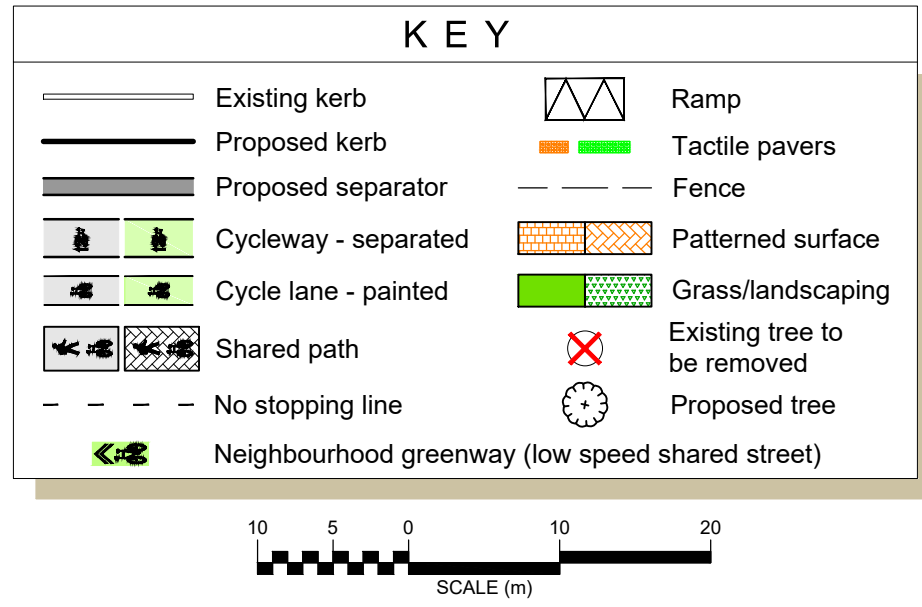 K E Y
Existing kerb
Proposed kerb
Proposed separator
Cycleway - separated
Cycle lane - painted
Shared path
No stopping line
Neighbourhood greenway (low speed shared street)
Ramp
Tactile pavers
Fence
Patterned surface
Grass/landscaping
Existing tree to
be removed
Proposed tree
10 5 0 10 20
SCALE (m)